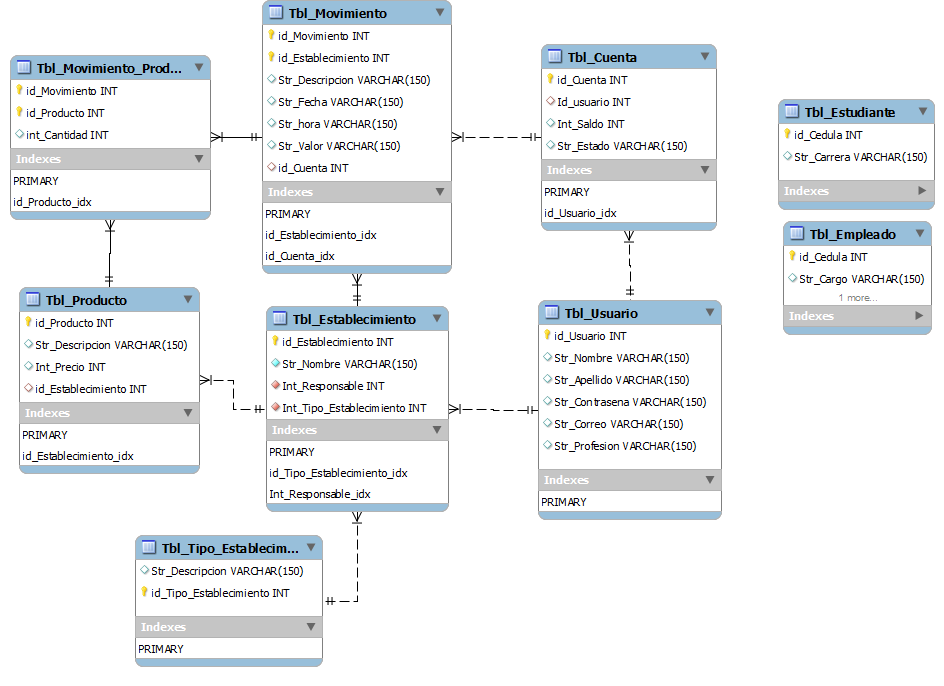 Tbl_Movimiento_Prod...
id_Movimiento INT
id_Producto INT
int_Cantidad INT
Indexes
PRIMARY
id_Producto_idx
Tbl_Movimiento
id_Movimiento INT
id_Establecimiento INT
Str_Descripcion VARCHAR(150)
Str_Fecha VARCHAR(150)
Str_hora VARCHAR(150)
Str_Valor VARCHAR(150)
id_Cuenta INT
Indexes
PRIMARY
id_Establecimiento_idx
id_Cuenta_idx
Tbl_Cuenta
id_Cuenta INT
Id_usuario INT
Int_Saldo INT
Str_Estado VARCHAR(150)
Indexes
PRIMARY
id_Usuario_idx
Tbl_Estudiante
id_Cedula INT
Str_Carrera VARCHAR(150)
Indexes
Tbl_Empleado
id_Cedula INT
Str_Cargo VARCHAR(150)
1 more...
Indexes
Tbl_Producto
id_Producto INT
Str_Descripcion VARCHAR(150)
Int_Precio INT
id_Establecimiento INT
Indexes
PRIMARY
id_Establecimiento_idx
Tbl_Establecimiento
id_Establecimiento INT
Str_Nombre VARCHAR(150)
Int_Responsable INT
Int_Tipo_Establecimiento INT
Indexes
PRIMARY
id_Tipo_Establecimiento_idx
Int_Responsable_idx
Tbl_Usuario
id_Usuario INT
Str_Nombre VARCHAR(150)
Str_Apellido VARCHAR(150)
Str_Contrasena VARCHAR(150)
Str_Correo VARCHAR(150)
Str_Profesion VARCHAR(150)
Indexes
PRIMARY
Tbl_Tipo_Establecim...
Str_Descripcion VARCHAR(150)
id_Tipo_Establecimiento INT
Indexes
PRIMARY